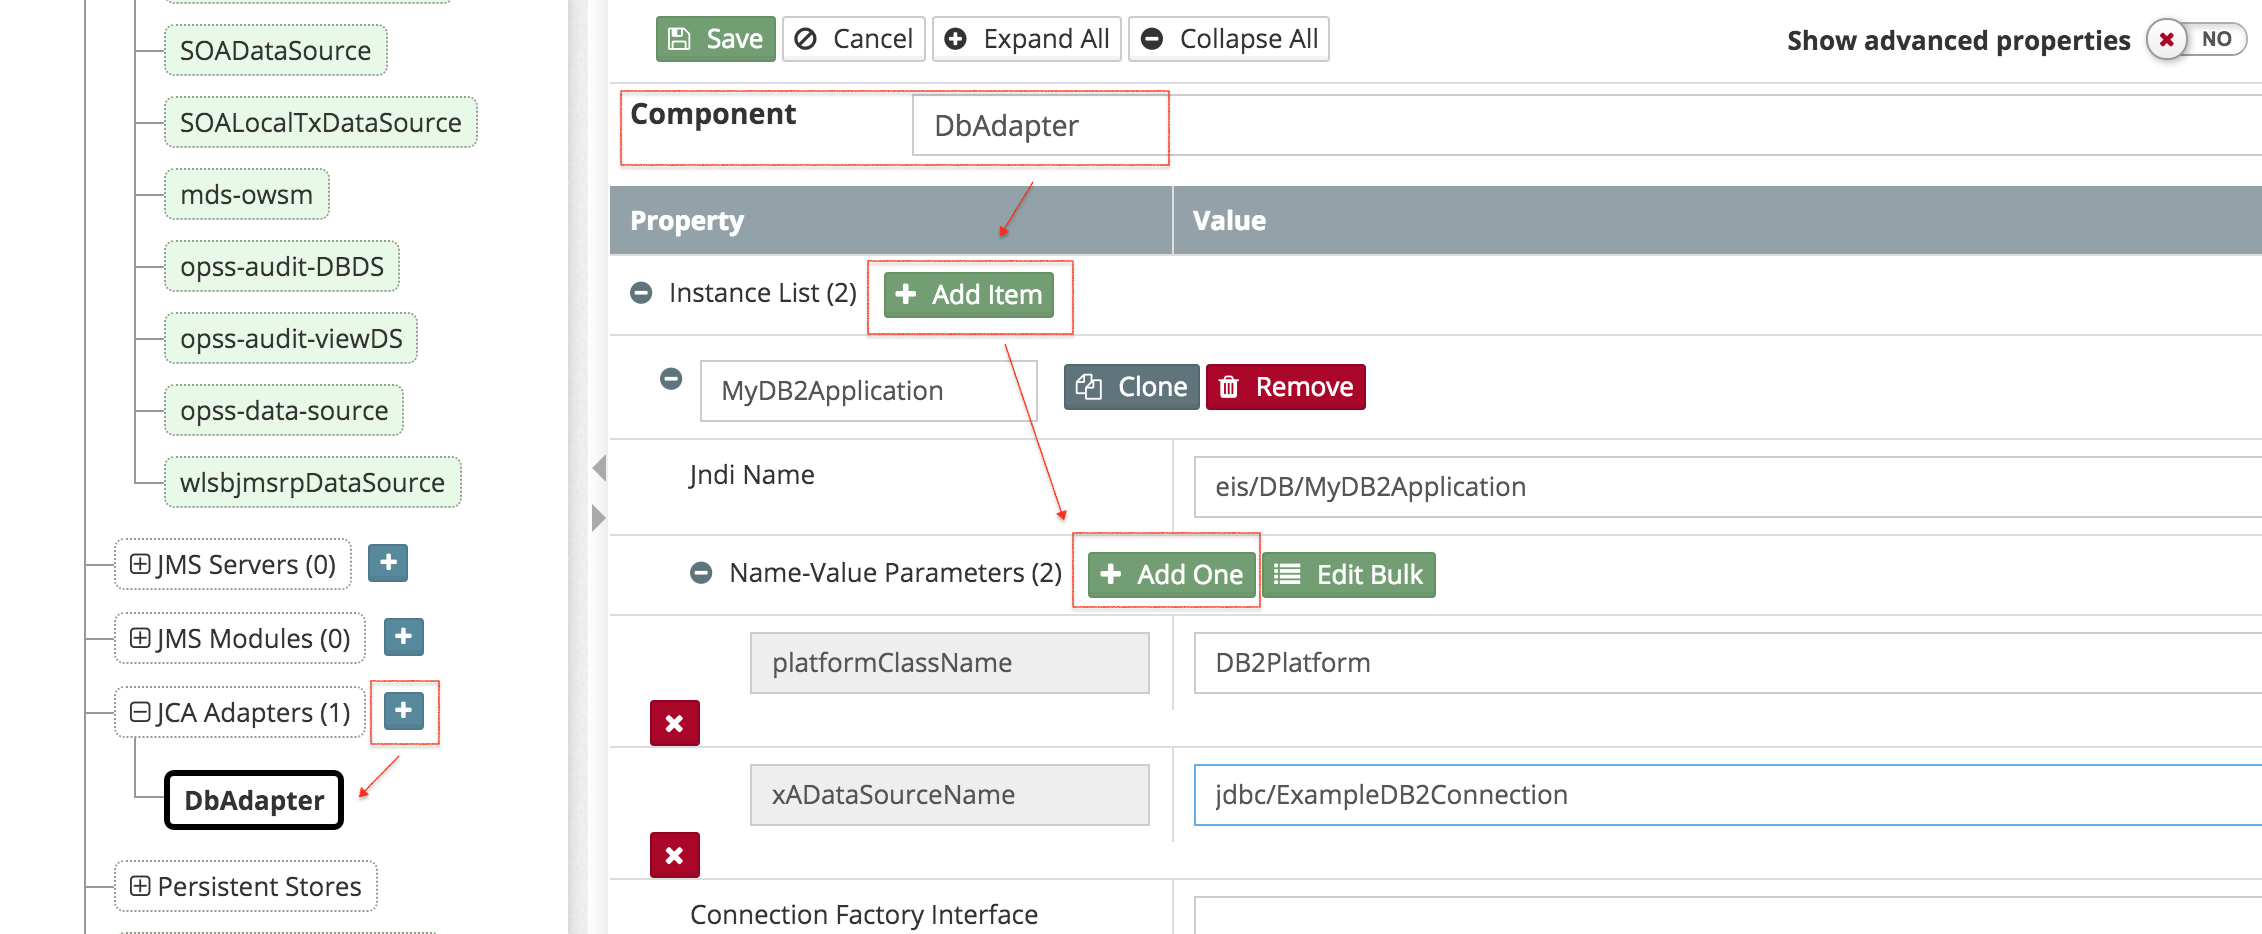 SOADataSource
SOALocalTxDataSource
mds-owsm
opss-audit-DBDS
opss-audit-viewDS
opss-data-source
wlsbjmsrpDataSource
JMS Servers (0)
JMS Modules (0)
JCA Adapters (1)
DbAdapter
Persistent Stores
Save Cancel Expand All Collapse All Show advanced properties NO
Component DbAdapter
Property Value
Instance List (2) Add Item
MyDB2Application Clone Remove
Jndi Name eis/DB/MyDB2Application
Name-Value Parameters (2) Add One Edit Bulk
platformClassName DB2Platform
xADataSourceName jdbc/ExampleDB2Connection
Connection Factory Interface